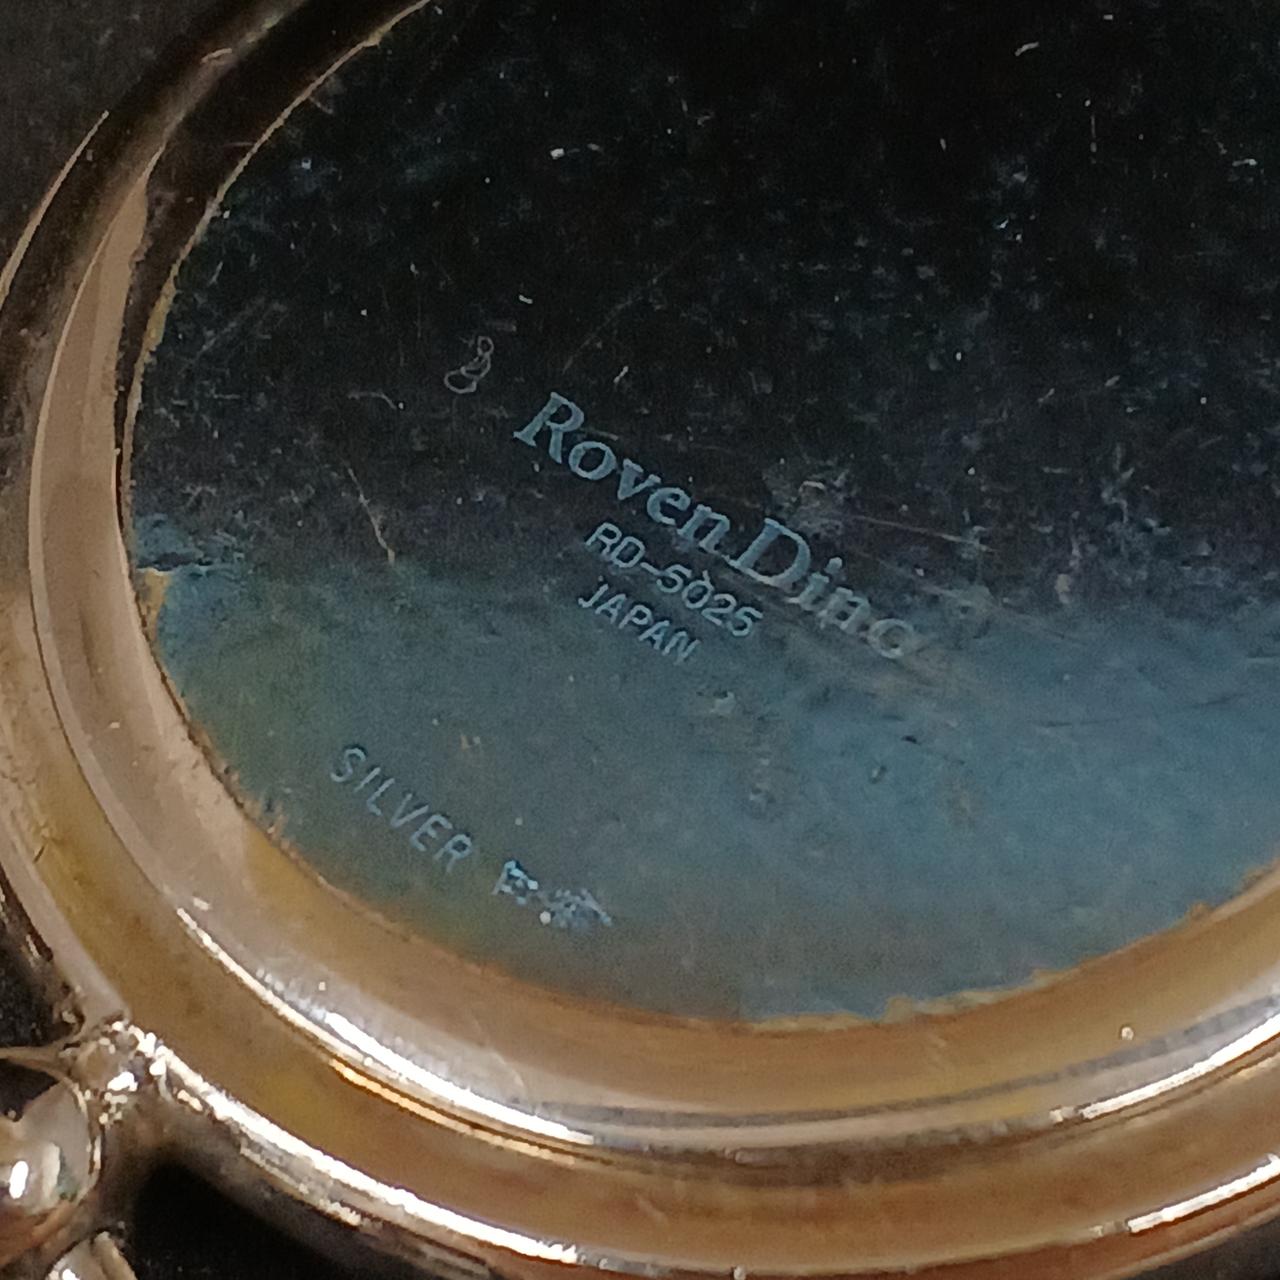 Roven Dino
RD-5025
JAPAN
SILVER